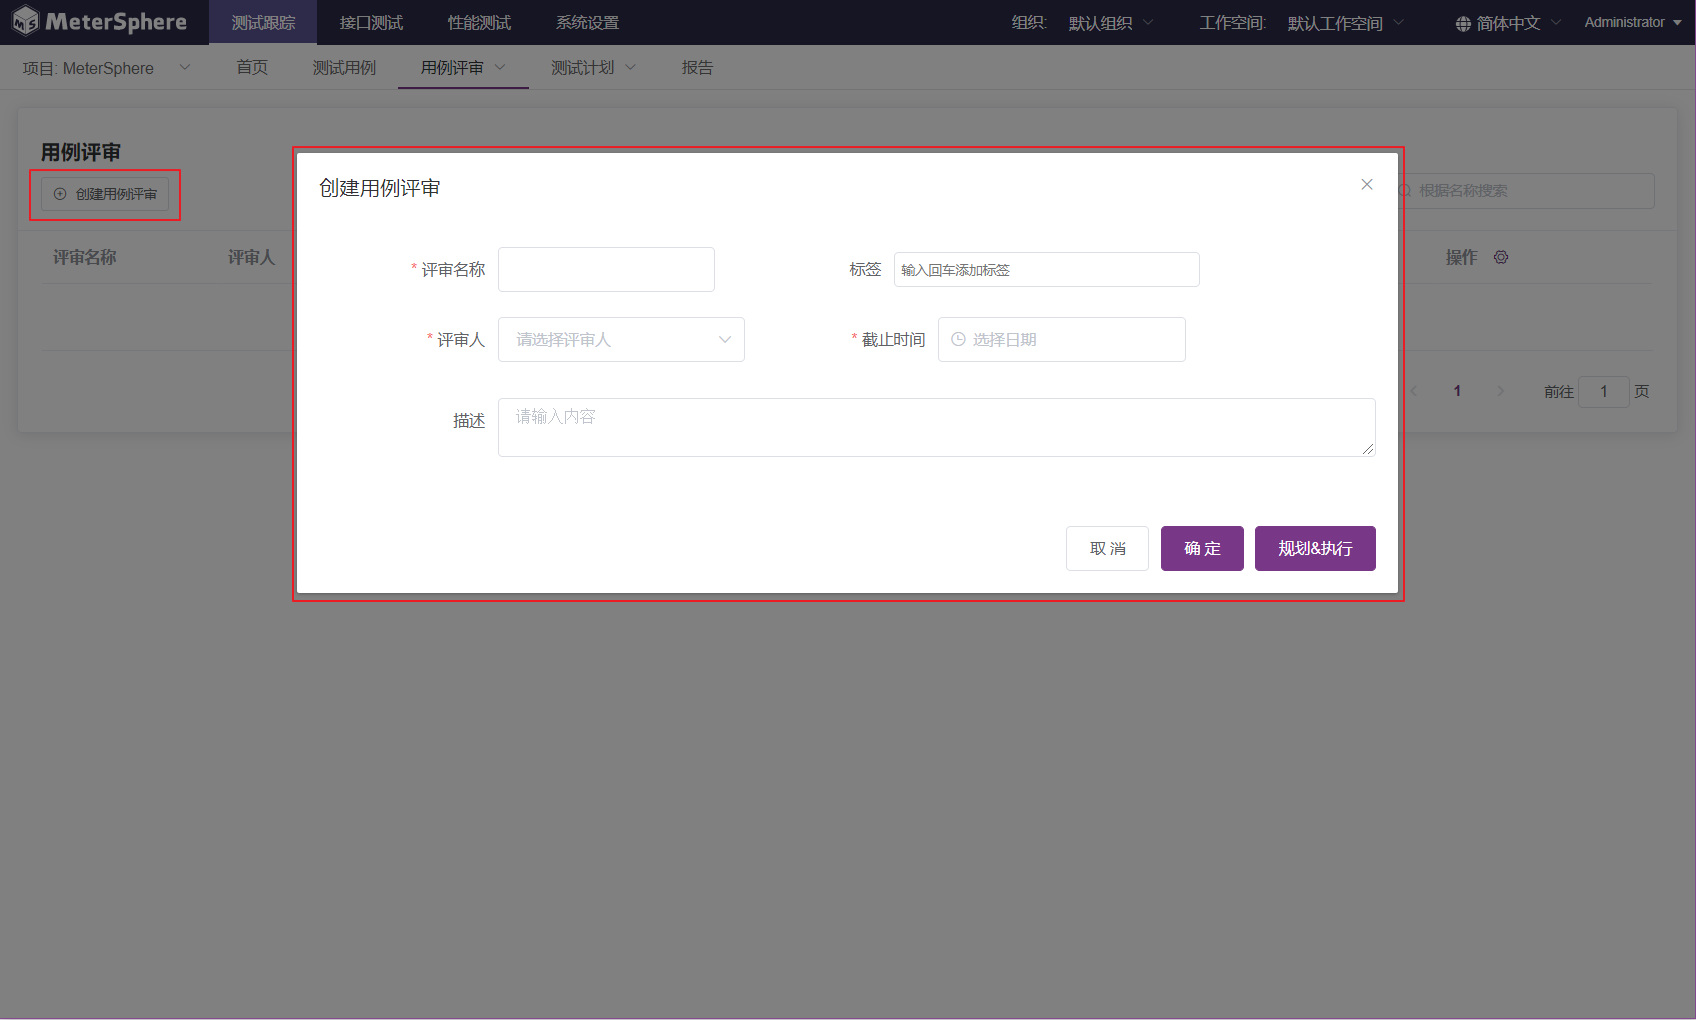 MeterSphere 测试跟踪 接口测试 性能测试 系统设置 组织: 默认组织 工作空间: 默认工作空间 简体中文 Administrator
项目: MeterSphere 首页 测试用例 用例评审 测试计划 报告
用例评审
创建用例评审
根据名称搜索
评审名称 评审人 操作
1 前往 1 页
创建用例评审
* 评审名称 标签 输入回车添加标签
* 评审人 请选择评审人 * 截止时间 选择日期
描述 请输入内容
取 消 确 定 规划&执行